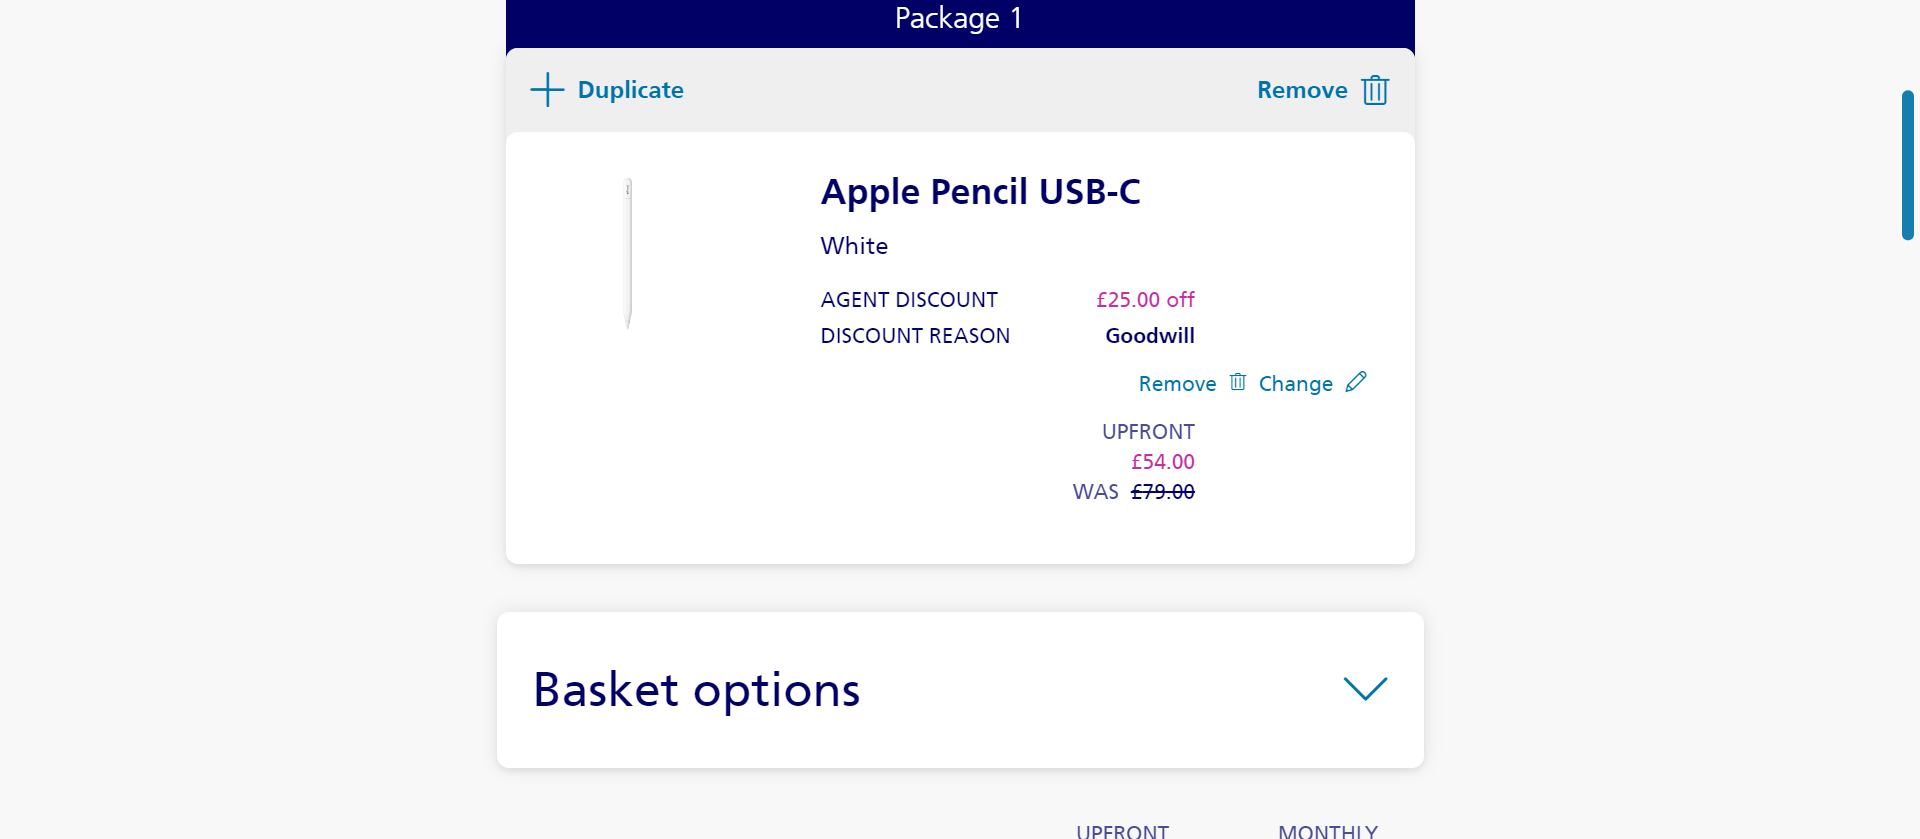 Package 1
Duplicate
Remove
Apple Pencil USB-C
White
AGENT DISCOUNT £25.00 off
DISCOUNT REASON Goodwill
Remove Change
UPFRONT
£54.00
WAS £79.00
Basket options
UPFRONT MONTHLY